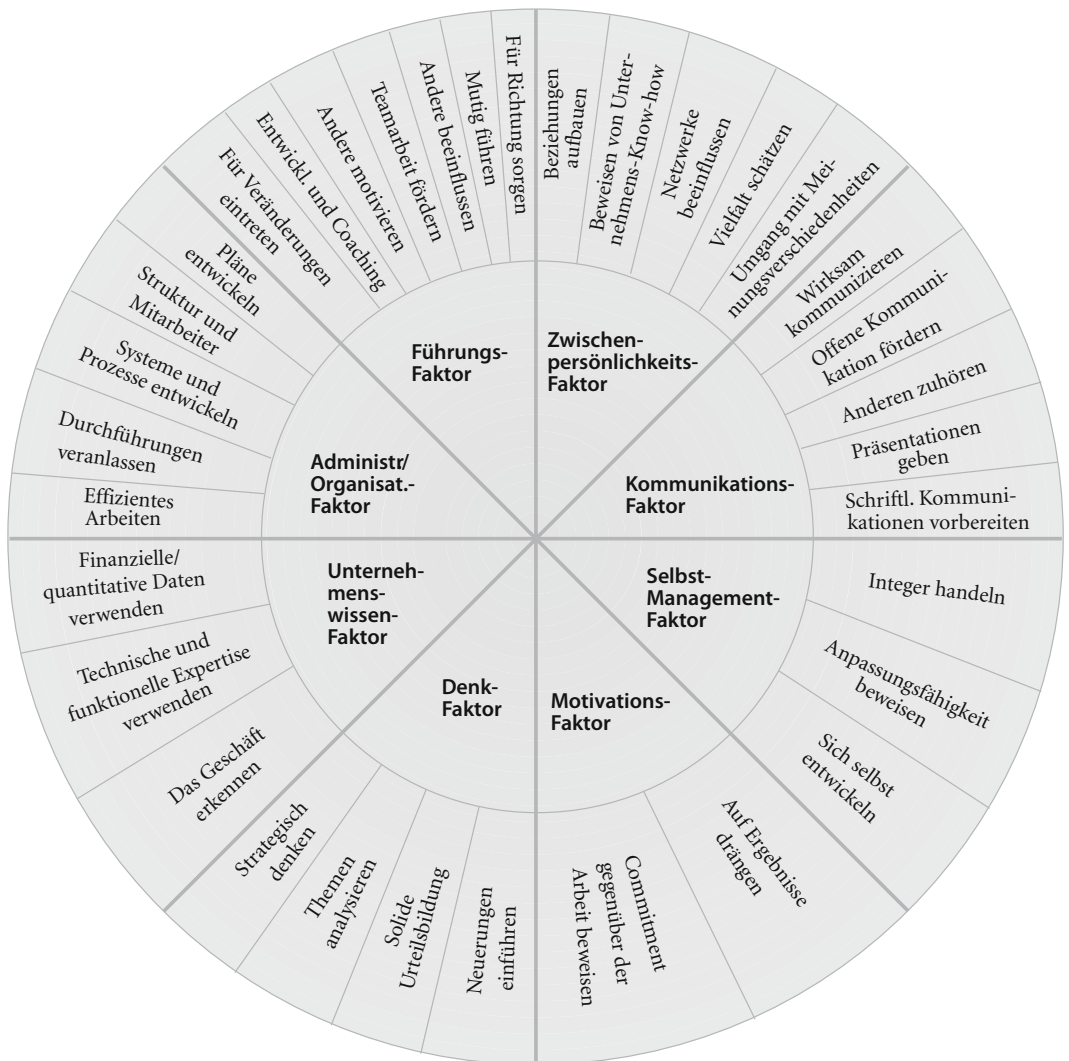 Für Richtung sorgen
Mutig führen
Andere beeinflussen
Teamarbeit fördern
Andere motivieren
Entwickl. und Coaching
Für Veränderungen
eintreten
Führungs-
Faktor
Beziehungen
aufbauen
Beweisen von Unter-
nehmens-Know-how
Netzwerke
beeinflussen
Vielfalt schätzen
Umgang mit Mei-
nungsverschiedenheiten
Zwischen-
persönlichkeits-
Faktor
Wirksam
kommunizieren
Offene Kommuni-
kation fördern
Anderen zuhören
Präsentationen
geben
Schriftl. Kommuni-
kationen vorbereiten
Kommunikations-
Faktor
Integer handeln
Anpassungsfähigkeit
beweisen
Sich selbst
entwickeln
Selbst-
Management-
Faktor
Auf Ergebnisse
drängen
Commitment
gegenüber der
Arbeit beweisen
Motivations-
Faktor
Neuerungen
einführen
Solide
Urteilsbildung
Themen
analysieren
Strategisch
denken
Denk-
Faktor
Das Geschäft
erkennen
Technische und
funktionelle Expertise
verwenden
Finanzielle/
quantitative Daten
verwenden
Unterneh-
mens-
wissen-
Faktor
Effizientes
Arbeiten
Durchführungen
veranlassen
Systeme und
Prozesse entwickeln
Struktur und
Mitarbeiter
Pläne
entwickeln
Administr/
Organisat.-
Faktor